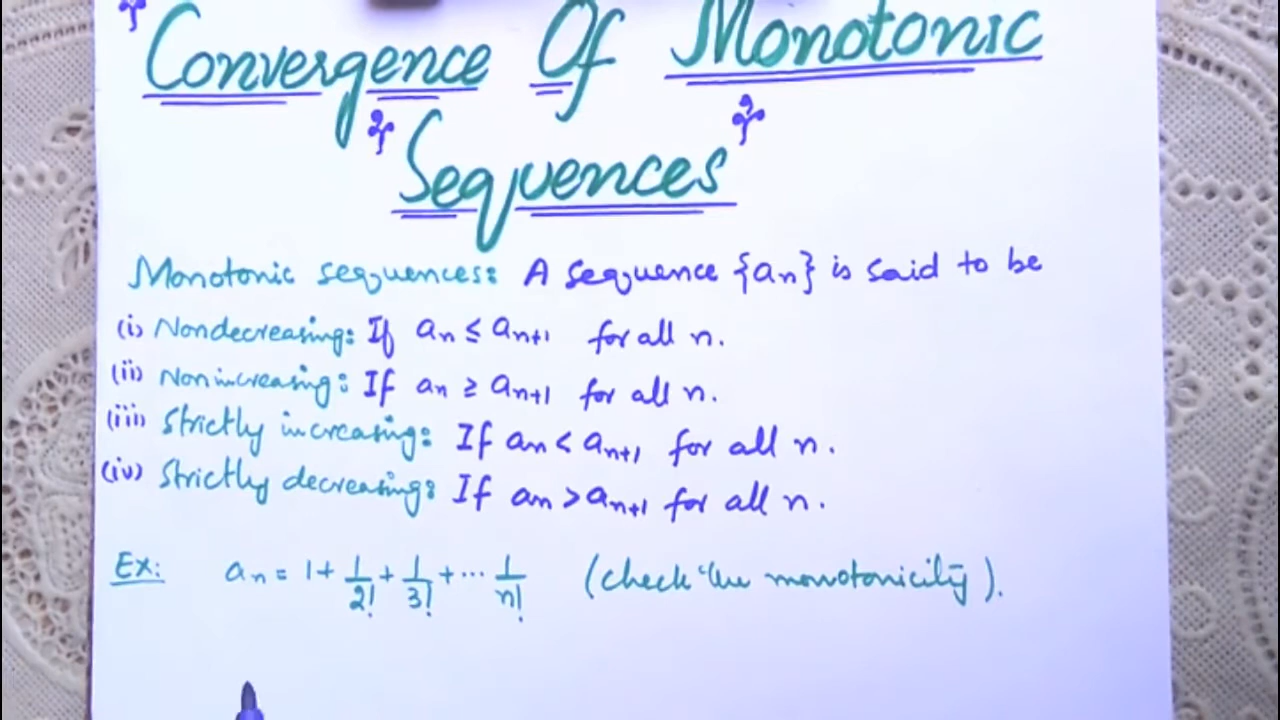 Convergence Of Monotonic
Sequences
Monotonic sequences: A sequence {aₙ} is said to be
(i) Nondecreasing: If aₙ ≤ aₙ₊₁ for all n.
(ii) Nonincreasing: If aₙ ≥ aₙ₊₁ for all n.
(iii) Strictly increasing: If aₙ < aₙ₊₁ for all n.
(iv) Strictly decreasing: If aₙ > aₙ₊₁ for all n.
Ex: aₙ = 1 + 1/2! + 1/3! + ... 1/n! (check the monotonicity).